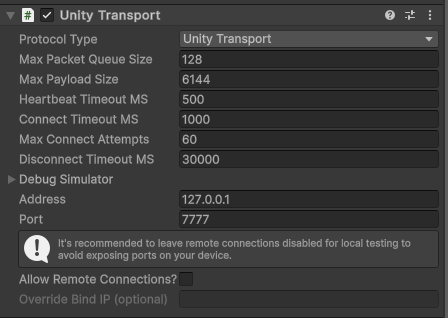 Unity Transport
Protocol Type Unity Transport
Max Packet Queue Size 128
Max Payload Size 6144
Heartbeat Timeout MS 500
Connect Timeout MS 1000
Max Connect Attempts 60
Disconnect Timeout MS 30000
Debug Simulator
Address 127.0.0.1
Port 7777
It's recommended to leave remote connections disabled for local testing to
avoid exposing ports on your device.
Allow Remote Connections?
Override Bind IP (optional)